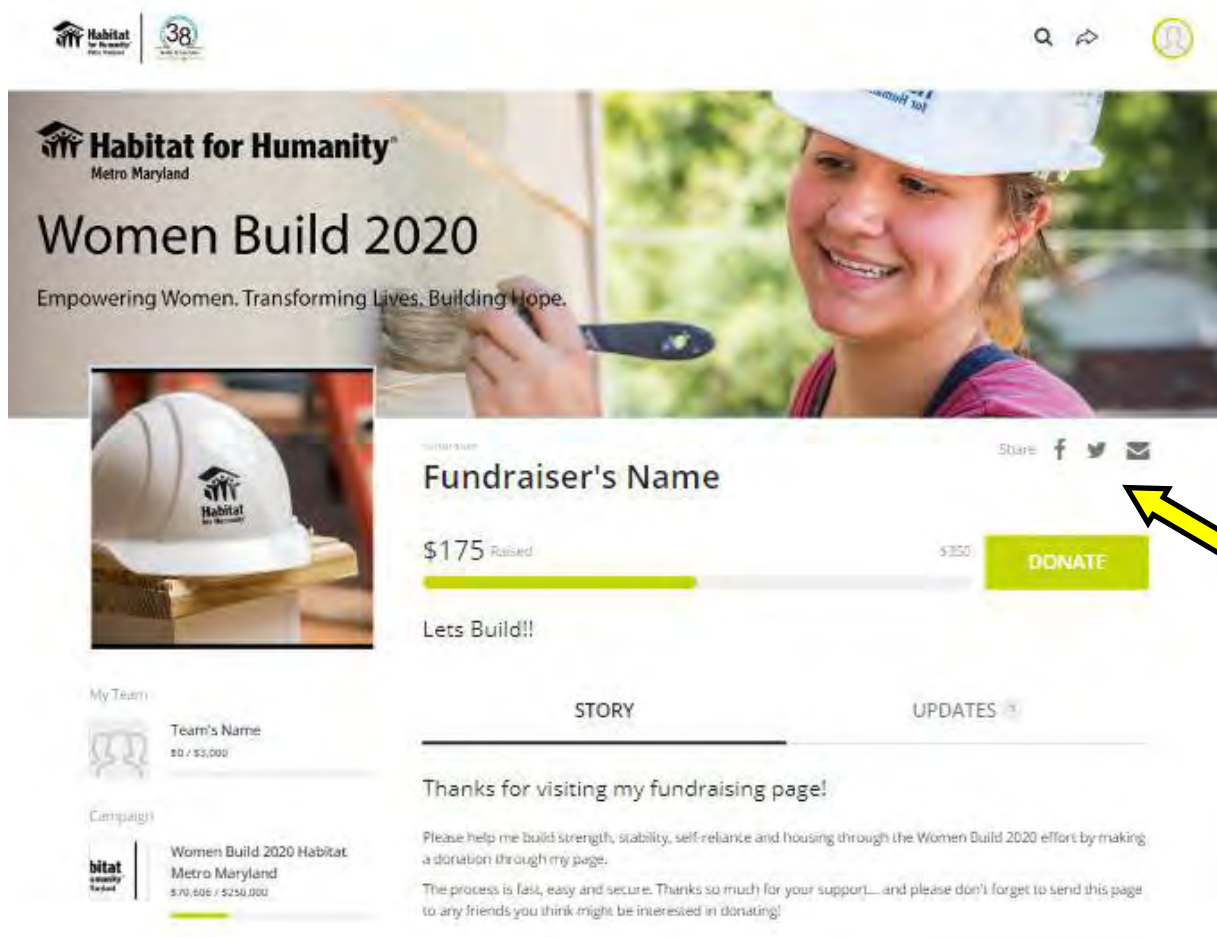 Habitat
for Humanity
38
Habitat for Humanity®
Metro Maryland
Women Build 2020
Empowering Women. Transforming Lives. Building Hope.
for Humanity
Habitat
for Humanity
Share
Fundraiser's Name
$175 Raised
$350
DONATE
Lets Build!!
My Team
Team's Name
$0 / $3,000
Campaign
bitat
Women Build 2020 Habitat
Metro Maryland
$70,606 / $250,000
STORY
UPDATES
Thanks for visiting my fundraising page!
Please help me build strength, stability, self-reliance and housing through the Women Build 2020 effort by making
a donation through my page.
The process is fast, easy and secure. Thanks so much for your support... and please don't forget to send this page
to any friends you think might be interested in donating!